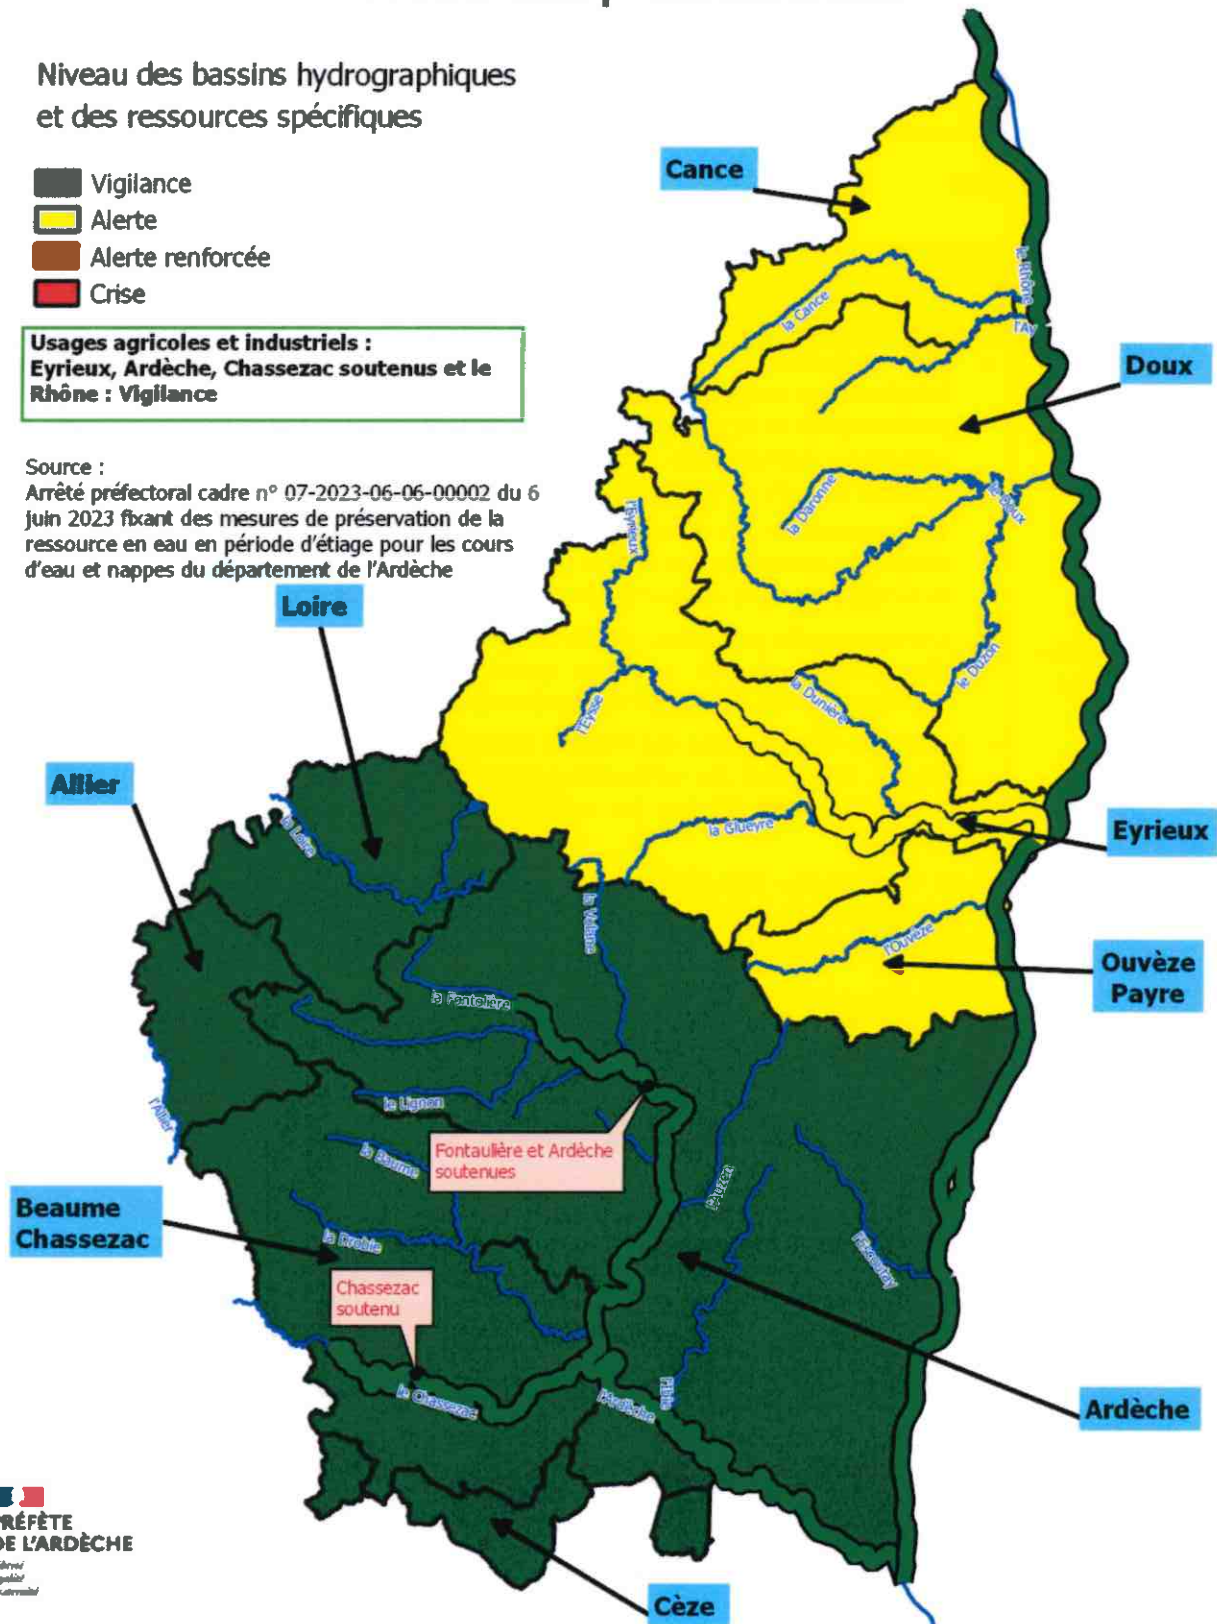 Niveau des bassins hydrographiques
et des ressources spécifiques
Vigilance
Alerte
Alerte renforcée
Crise
Usages agricoles et industriels :
Eyrieux, Ardèche, Chassezac soutenus et le
Rhône : Vigilance
Source :
Arrêté préfectoral cadre n° 07-2023-06-06-00002 du 6
juin 2023 fixant des mesures de préservation de la
ressource en eau en période d'étiage pour les cours
d'eau et nappes du département de l'Ardèche
Cance
le Rhône
la Cance
l'Ay
Doux
la Daronne
le Doux
l'Eyrieux
Loire
le Duzon
la Dunière
l'Eysse
Allier
la Loire
la Glueyre
Eyrieux
la Volane
l'Ouvèze
Ouvèze
Payre
la Fontolière
l'Allier
le Lignon
la Baume
Fontaulière et Ardèche
soutenues
l'Auzon
Beaume
Chassezac
la Drobie
l'Escoutay
Chassezac
soutenu
le Chassezac
l'Ardèche
l'Ibie
Ardèche
PRÉFÈTE
DE L'ARDÈCHE
Cèze